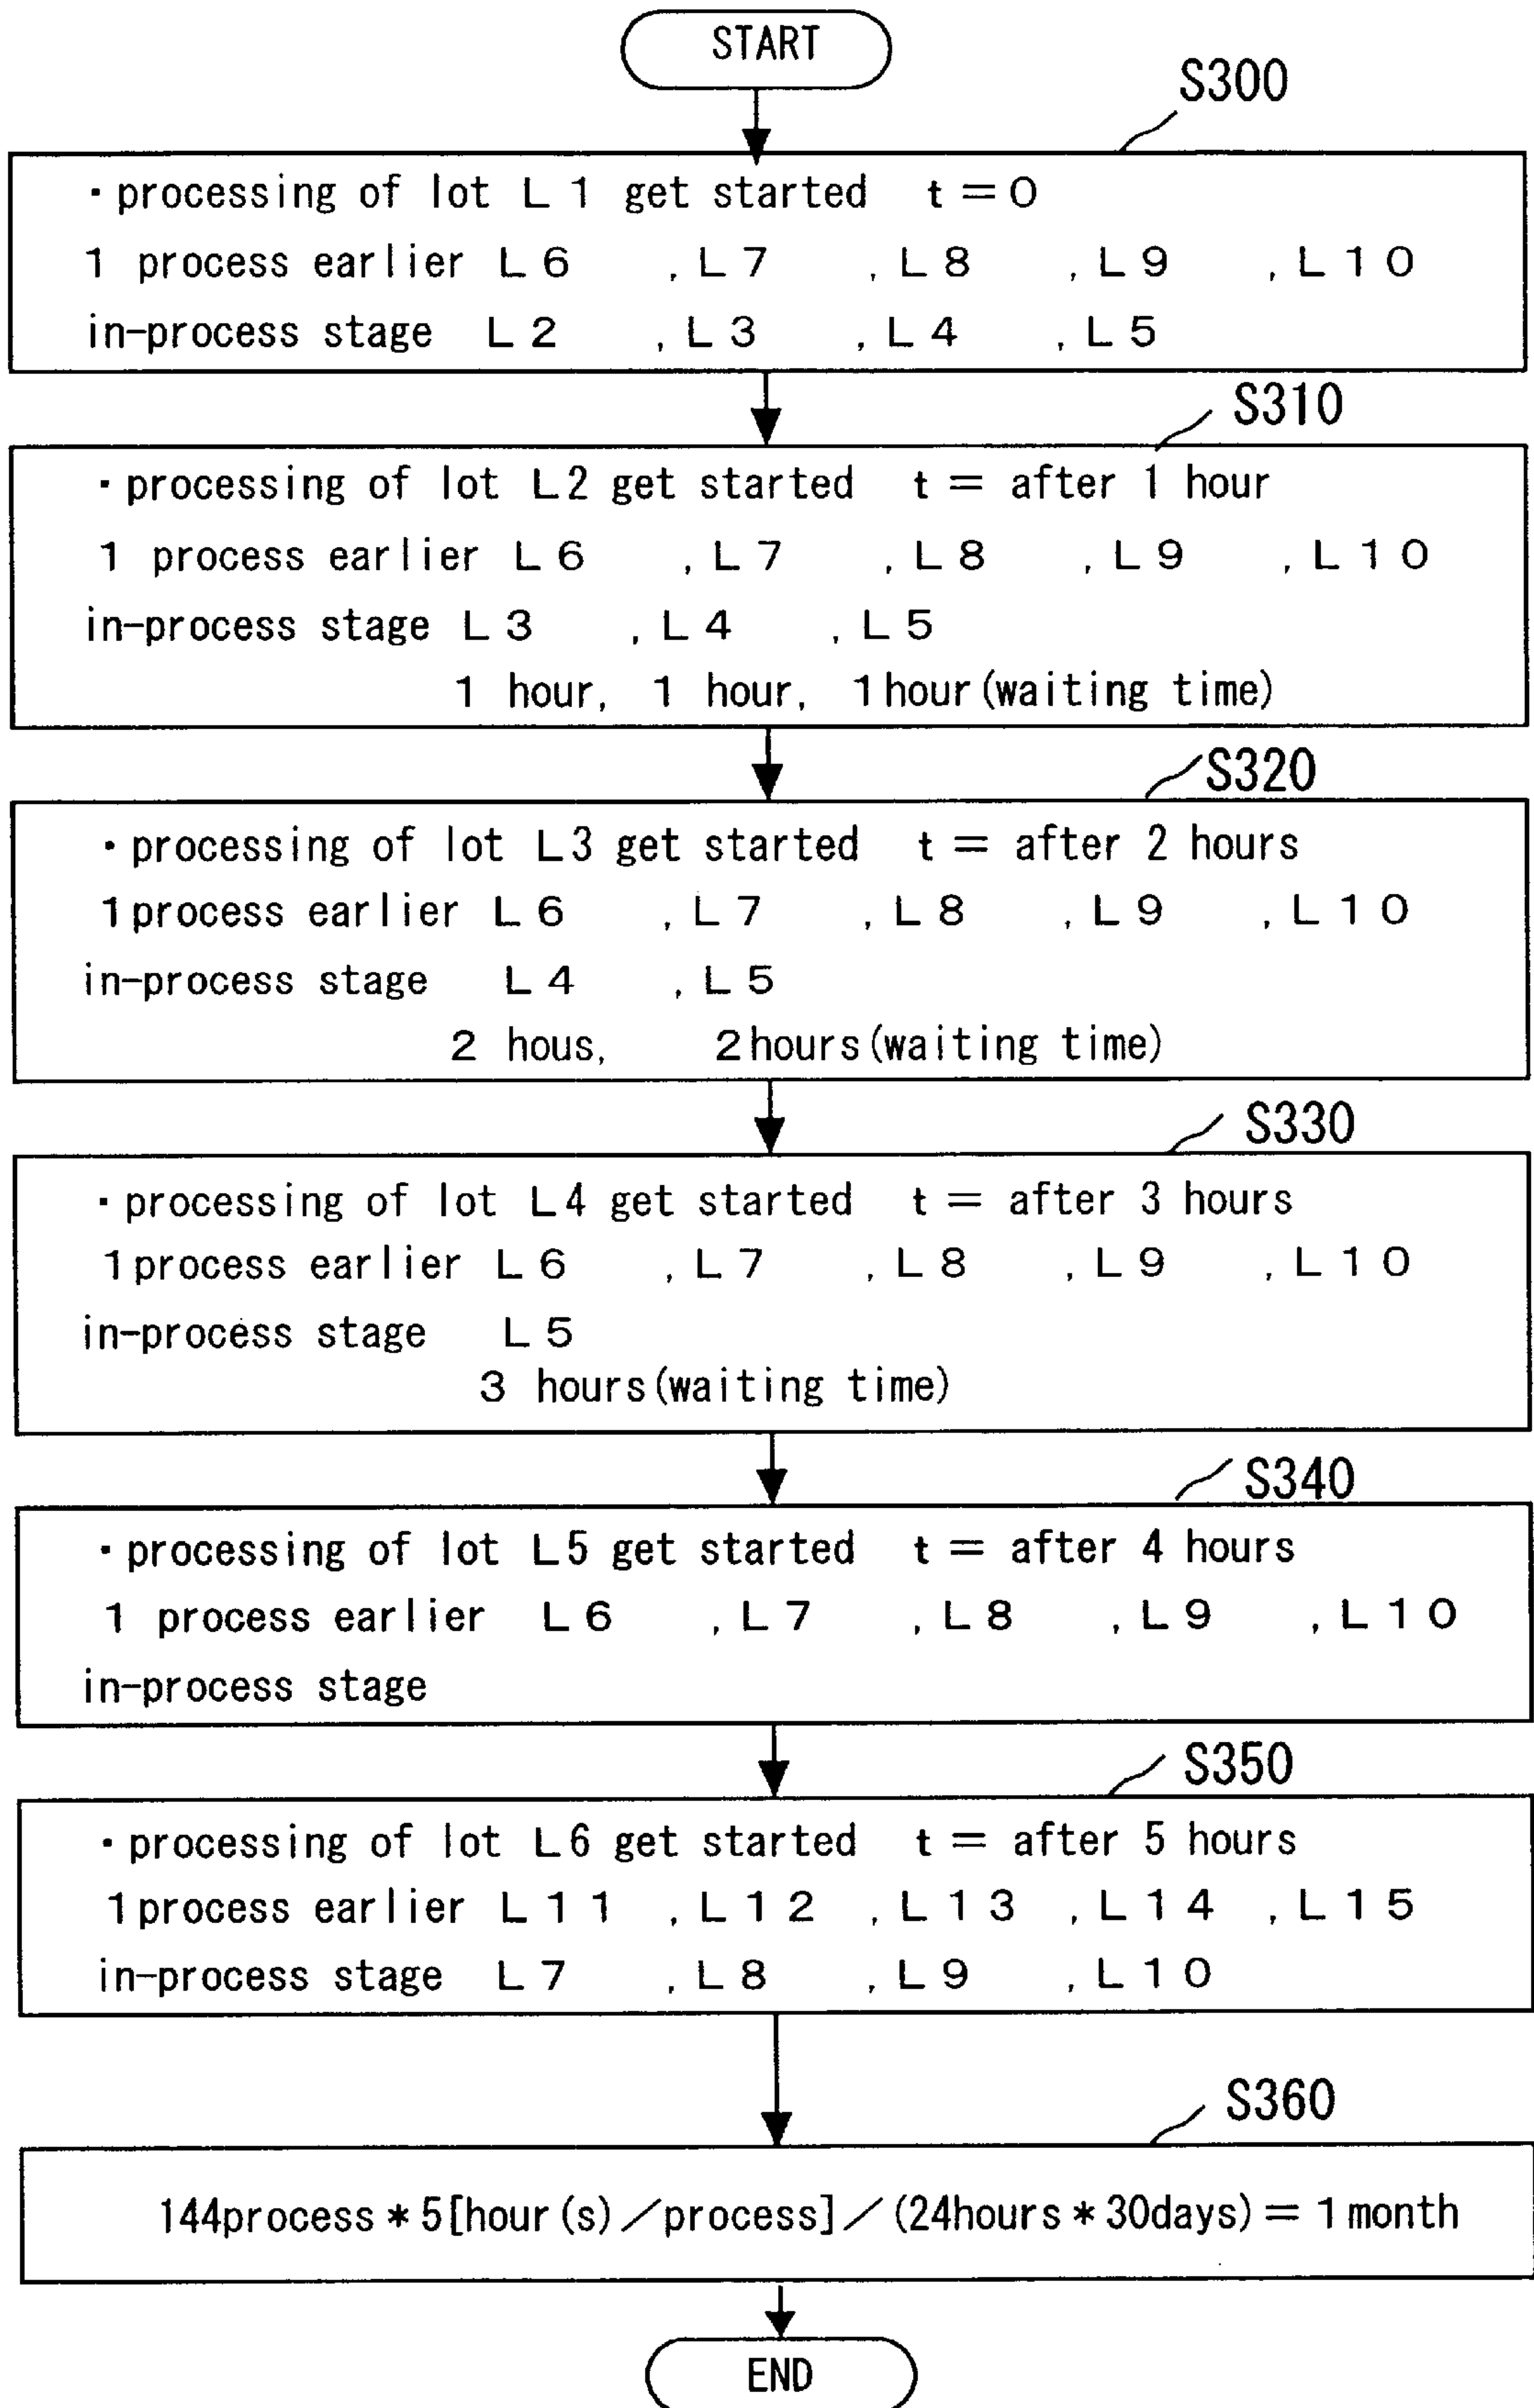 START
S300
・processing of lot L1 get started t=0
1 process earlier L6 , L7 , L8 , L9 , L10
in-process stage L2 , L3 , L4 , L5
S310
・processing of lot L2 get started t= after 1 hour
1 process earlier L6 , L7 , L8 , L9 , L10
in-process stage L3 , L4 , L5
1 hour, 1 hour, 1hour(waiting time)
S320
・processing of lot L3 get started t= after 2 hours
1process earlier L6 , L7 , L8 , L9 , L10
in-process stage L4 , L5
2 hous, 2hours(waiting time)
S330
・processing of lot L4 get started t= after 3 hours
1process earlier L6 , L7 , L8 , L9 , L10
in-process stage L5
3 hours(waiting time)
S340
・processing of lot L5 get started t= after 4 hours
1 process earlier L6 , L7 , L8 , L9 , L10
in-process stage
S350
・processing of lot L6 get started t= after 5 hours
1process earlier L11 , L12 , L13 , L14 , L15
in-process stage L7 , L8 , L9 , L10
S360
144process*5[hour(s)/process]/(24hours*30days)=1month
END